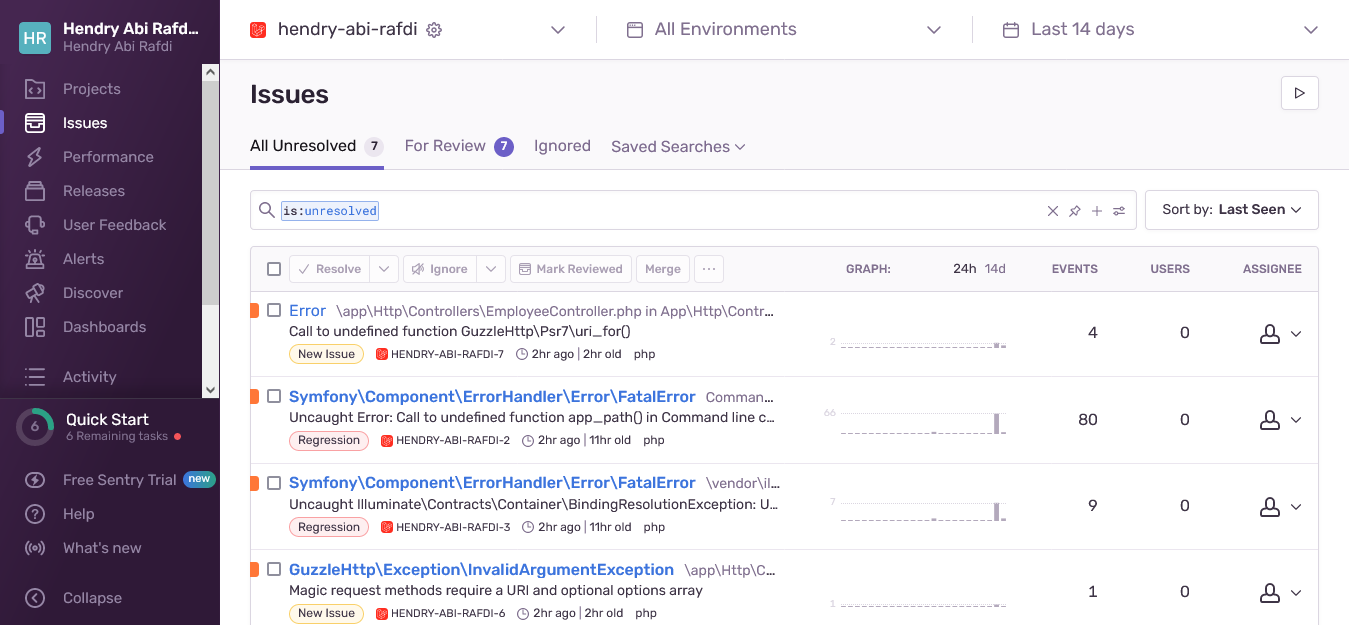 HR
Hendry Abi Rafd...
Hendry Abi Rafdi
Projects
Issues
Performance
Releases
User Feedback
Alerts
Discover
Dashboards
Activity
6
Quick Start
6 Remaining tasks
Free Sentry Trial new
Help
What's new
Collapse
hendry-abi-rafdi
All Environments
Last 14 days
Issues
All Unresolved 7 For Review 7 Ignored Saved Searches
is:unresolved
Sort by: Last Seen
Resolve Ignore Mark Reviewed Merge ... GRAPH: 24h 14d EVENTS USERS ASSIGNEE
Error \app\Http\Controllers\EmployeeController.php in App\Http\Contr...
Call to undefined function GuzzleHttp\Psr7\uri_for()
New Issue HENDRY-ABI-RAFDI-7 2hr ago | 2hr old php
2
4 0
Symfony\Component\ErrorHandler\Error\FatalError Comman...
Uncaught Error: Call to undefined function app_path() in Command line c...
Regression HENDRY-ABI-RAFDI-2 2hr ago | 11hr old php
66
80 0
Symfony\Component\ErrorHandler\Error\FatalError \vendor\il...
Uncaught Illuminate\Contracts\Container\BindingResolutionException: U...
Regression HENDRY-ABI-RAFDI-3 2hr ago | 11hr old php
7
9 0
GuzzleHttp\Exception\InvalidArgumentException \app\Http\C...
Magic request methods require a URI and optional options array
New Issue HENDRY-ABI-RAFDI-6 2hr ago | 2hr old php
1
1 0